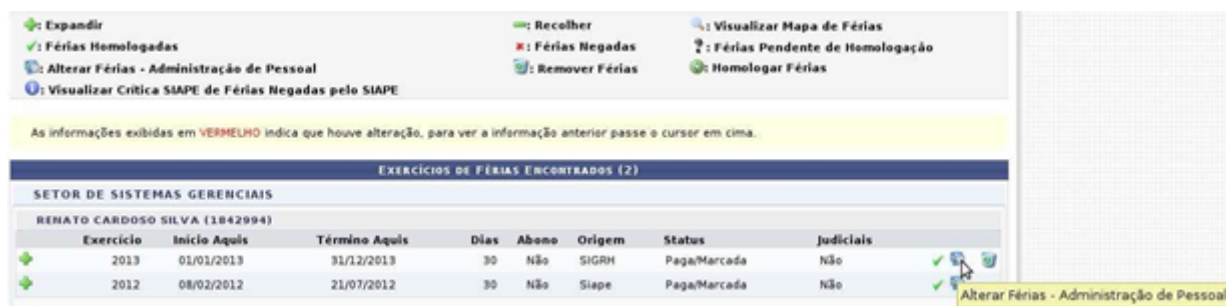 : Expandir : Recolher : Visualizar Mapa de Férias
: Férias Homologadas : Férias Negadas : Férias Pendente de Homologação
: Alterar Férias - Administração de Pessoal : Remover Férias : Homologar Férias
: Visualizar Crítica SIAPE de Férias Negadas pelo SIAPE
As informações exibidas em VERMELHO indica que houve alteração, para ver a informação anterior passe o cursor em cima.
EXERCÍCIOS DE FÉRIAS ENCONTRADOS (2)
SETOR DE SISTEMAS GERENCIAIS
RENATO CARDOSO SILVA (1842994)
Exercício Início Aquis Término Aquis Dias Abono Origem Status Judiciais
2013 01/01/2013 31/12/2013 30 Não SIGRH Paga/Marcada Não
2012 08/02/2012 21/07/2012 30 Não Siape Paga/Marcada Não
Alterar Férias - Administração de Pessoal